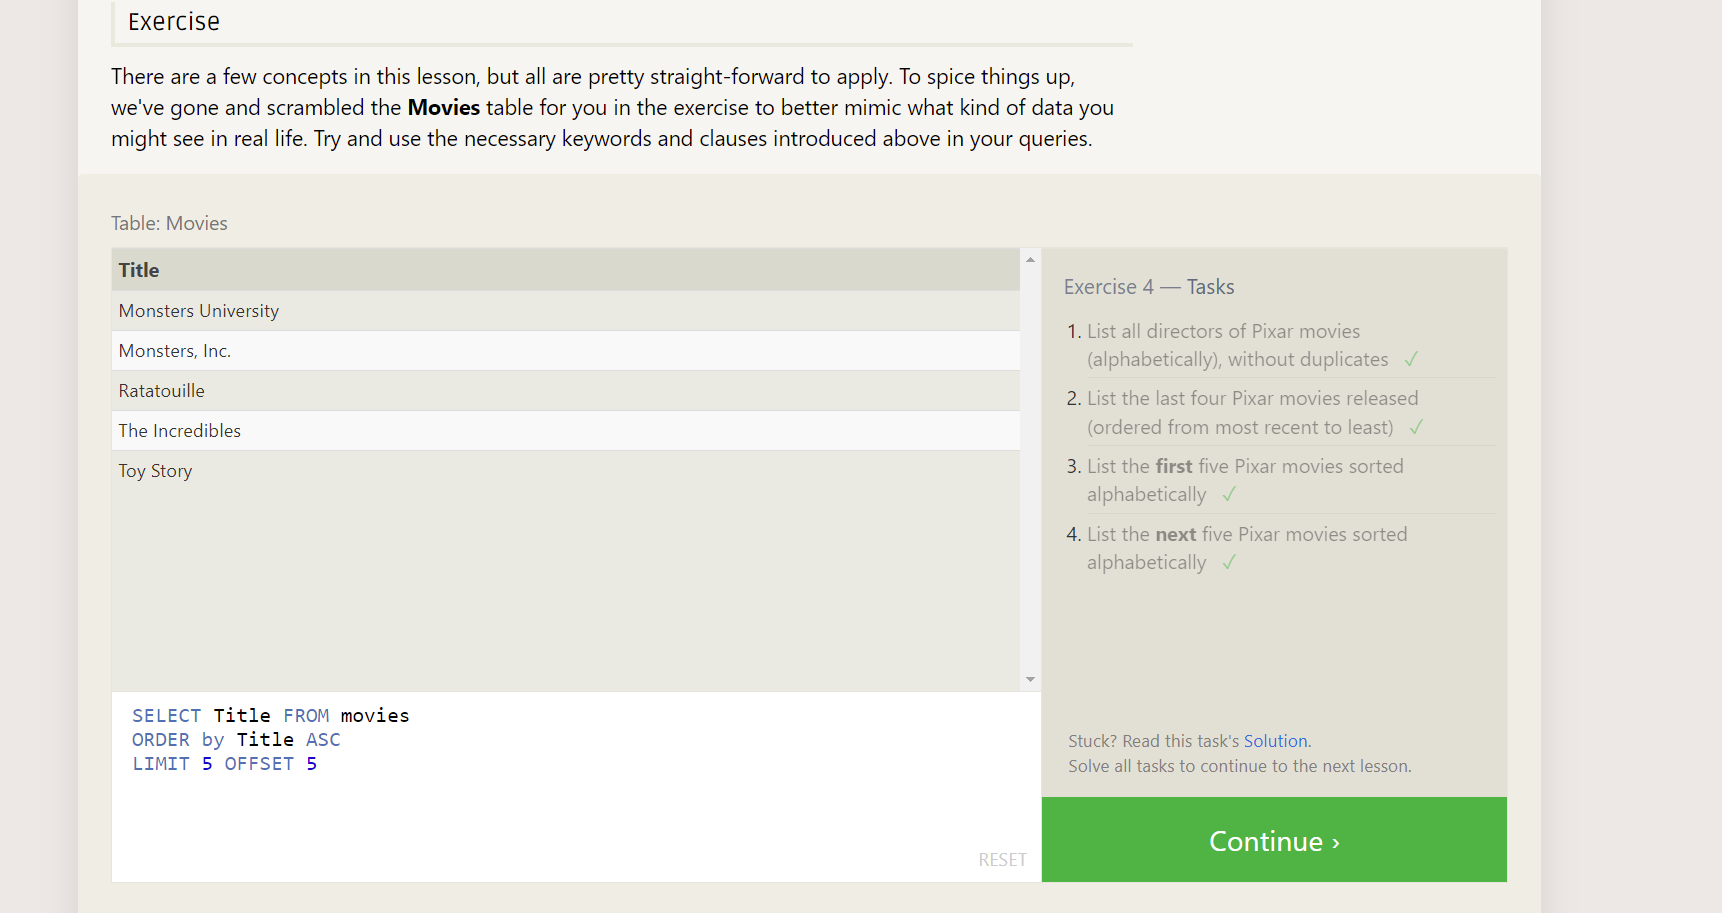 Exercise
There are a few concepts in this lesson, but all are pretty straight-forward to apply. To spice things up,
we've gone and scrambled the Movies table for you in the exercise to better mimic what kind of data you
might see in real life. Try and use the necessary keywords and clauses introduced above in your queries.
Table: Movies
Title
Monsters University
Monsters, Inc.
Ratatouille
The Incredibles
Toy Story
SELECT Title FROM movies
ORDER by Title ASC
LIMIT 5 OFFSET 5
RESET
Exercise 4 — Tasks
1. List all directors of Pixar movies
(alphabetically), without duplicates ✓
2. List the last four Pixar movies released
(ordered from most recent to least) ✓
3. List the first five Pixar movies sorted
alphabetically ✓
4. List the next five Pixar movies sorted
alphabetically ✓
Stuck? Read this task's Solution.
Solve all tasks to continue to the next lesson.
Continue ›